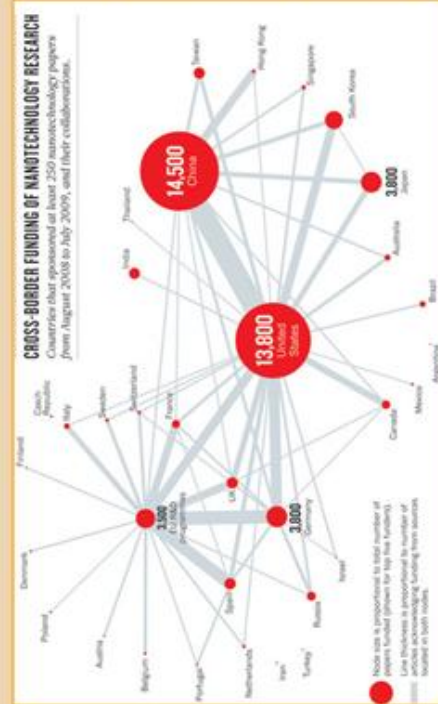 CROSS-BORDER FUNDING OF NANOTECHNOLOGY RESEARCH
Countries that sponsored at least 250 nanotechnology papers
from August 2008 to July 2009, and their collaborations.
Finland
Czech
Republic
Italy
Sweden
Switzerland
France
India
Thailand
Taiwan
Hong Kong
Singapore
South Korea
14,500
China
3,800
Japan
Australia
Brazil
13,800
United
States
Mexico
Canada
Denmark
Poland
Austria
Belgium
Portugal
Netherlands
3,500
EU R&D
UK
Spain
3,800
Germany
Russia
Israel
Iran
Turkey
Node size is proportional to total number of
papers funded (shown for top five funders).
Line thickness is proportional to number of
articles acknowledging funding from sources
located in both nodes.